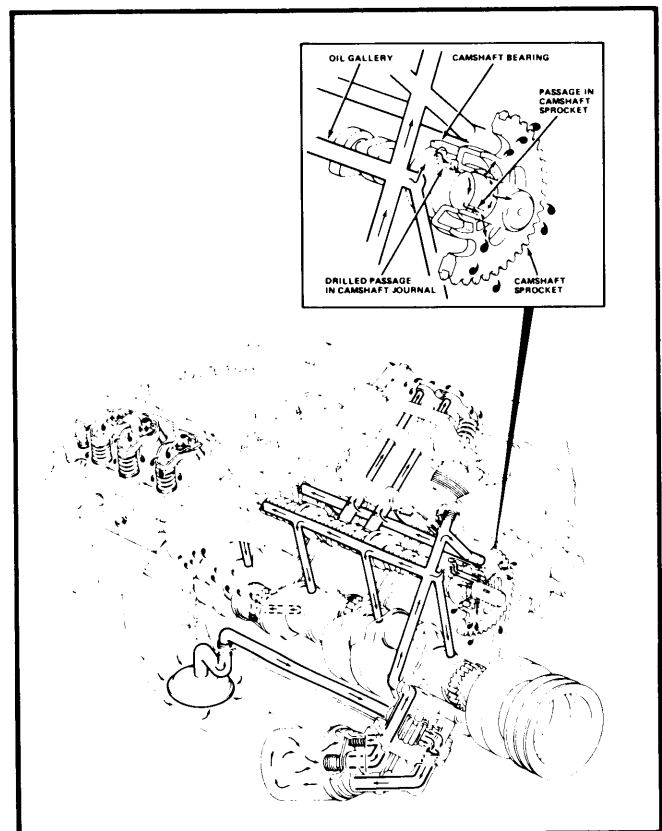 OIL GALLERY
CAMSHAFT BEARING
PASSAGE IN
CAMSHAFT
SPROCKET
DRILLED PASSAGE
IN CAMSHAFT JOURNAL
CAMSHAFT
SPROCKET